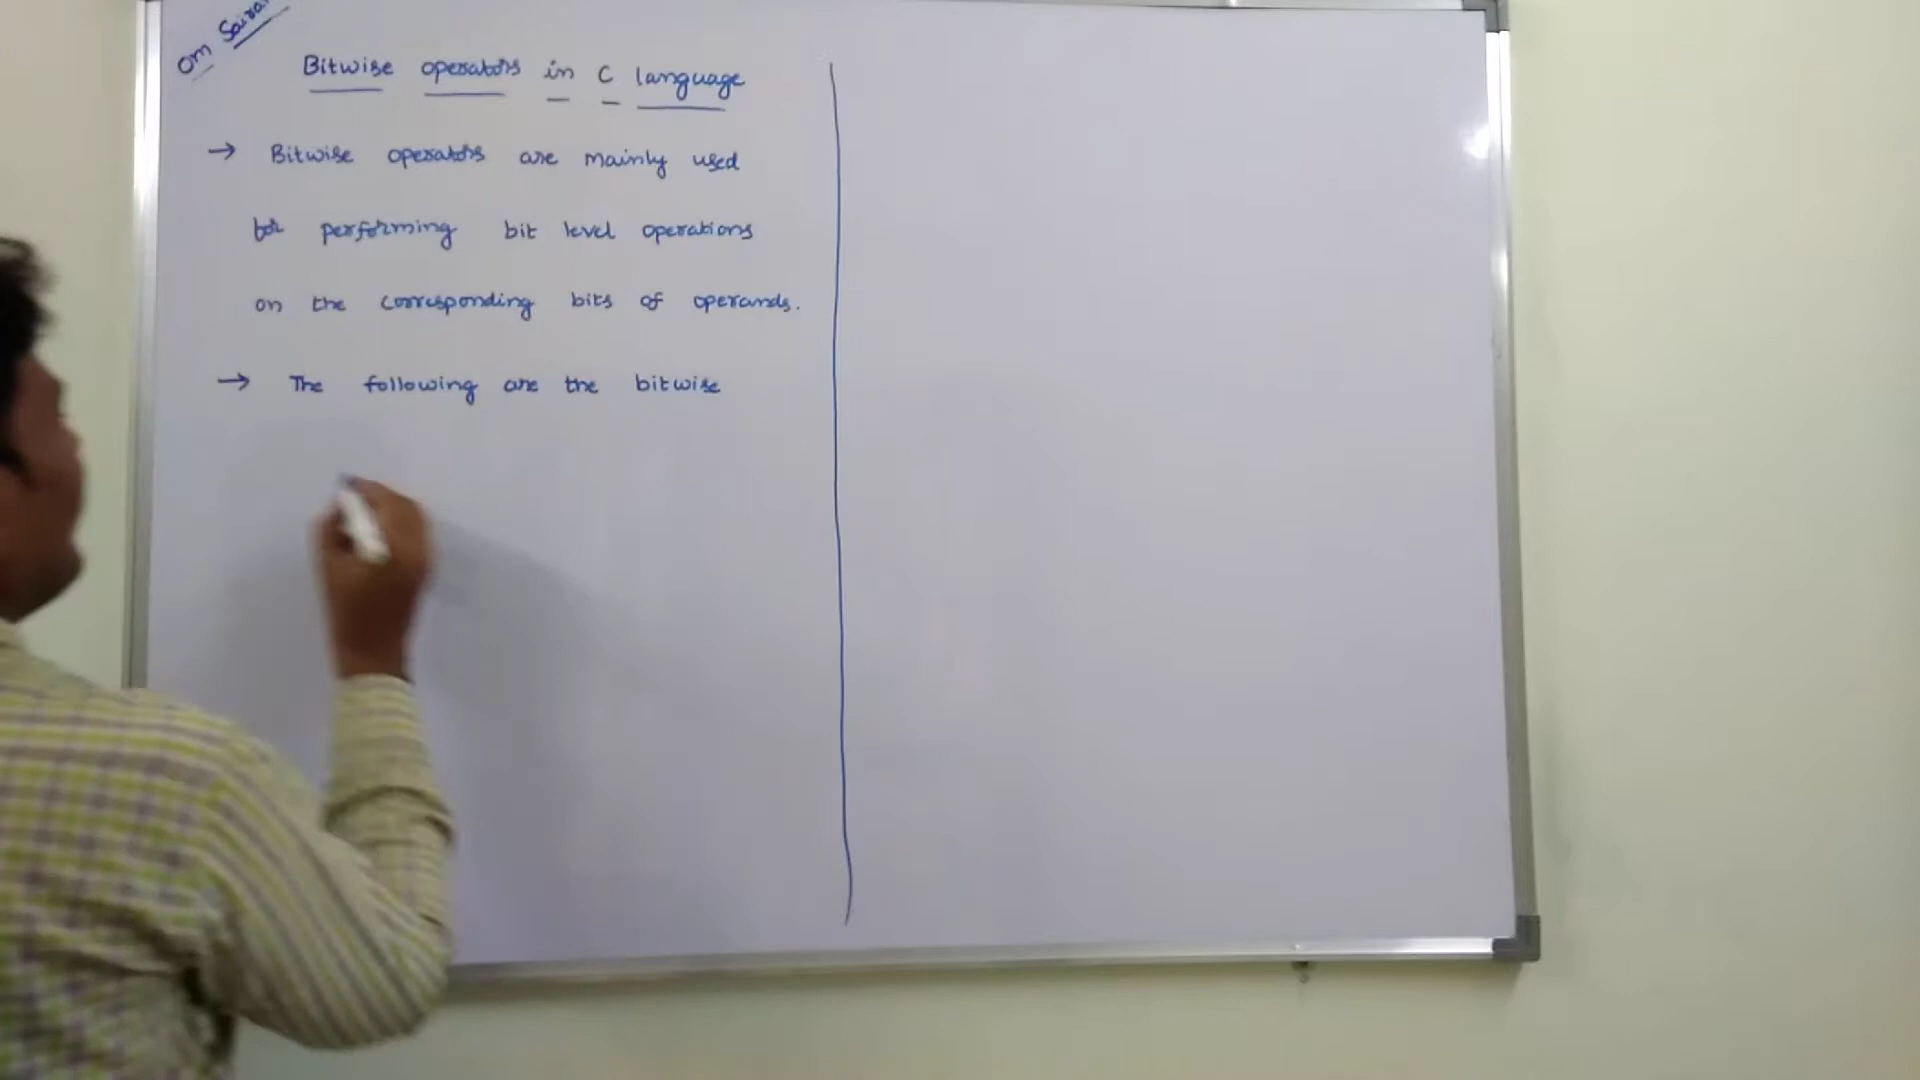 Om Sairam
Bitwise operators in C language
→ Bitwise operators are mainly used
for performing bit level operations
on the corresponding bits of operands.
→ The following are the bitwise